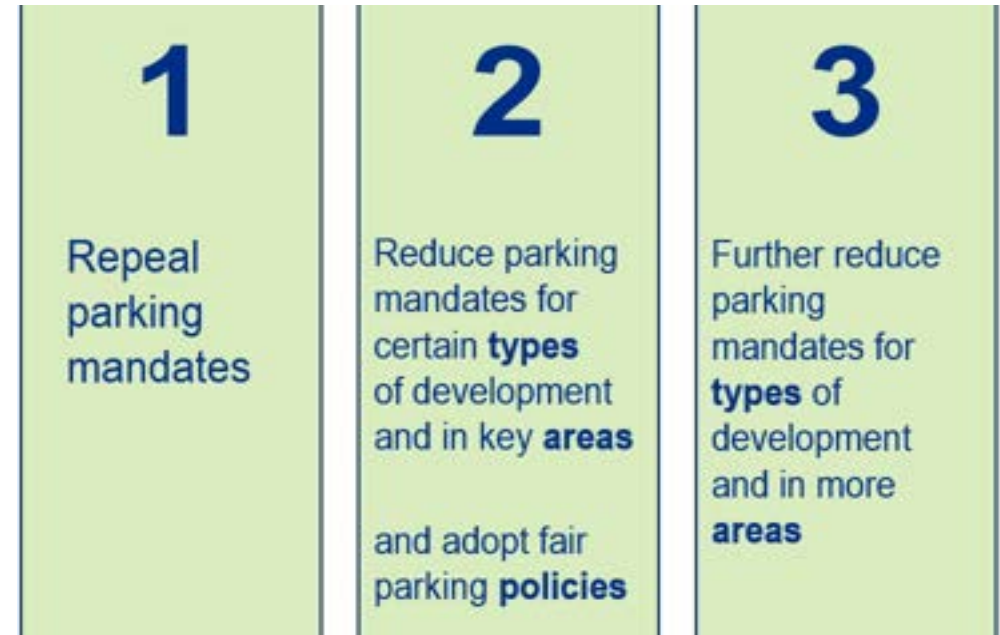 1
Repeal
parking
mandates
2
Reduce parking
mandates for
certain types
of development
and in key areas
and adopt fair
parking policies
3
Further reduce
parking
mandates for
types of
development
and in more
areas